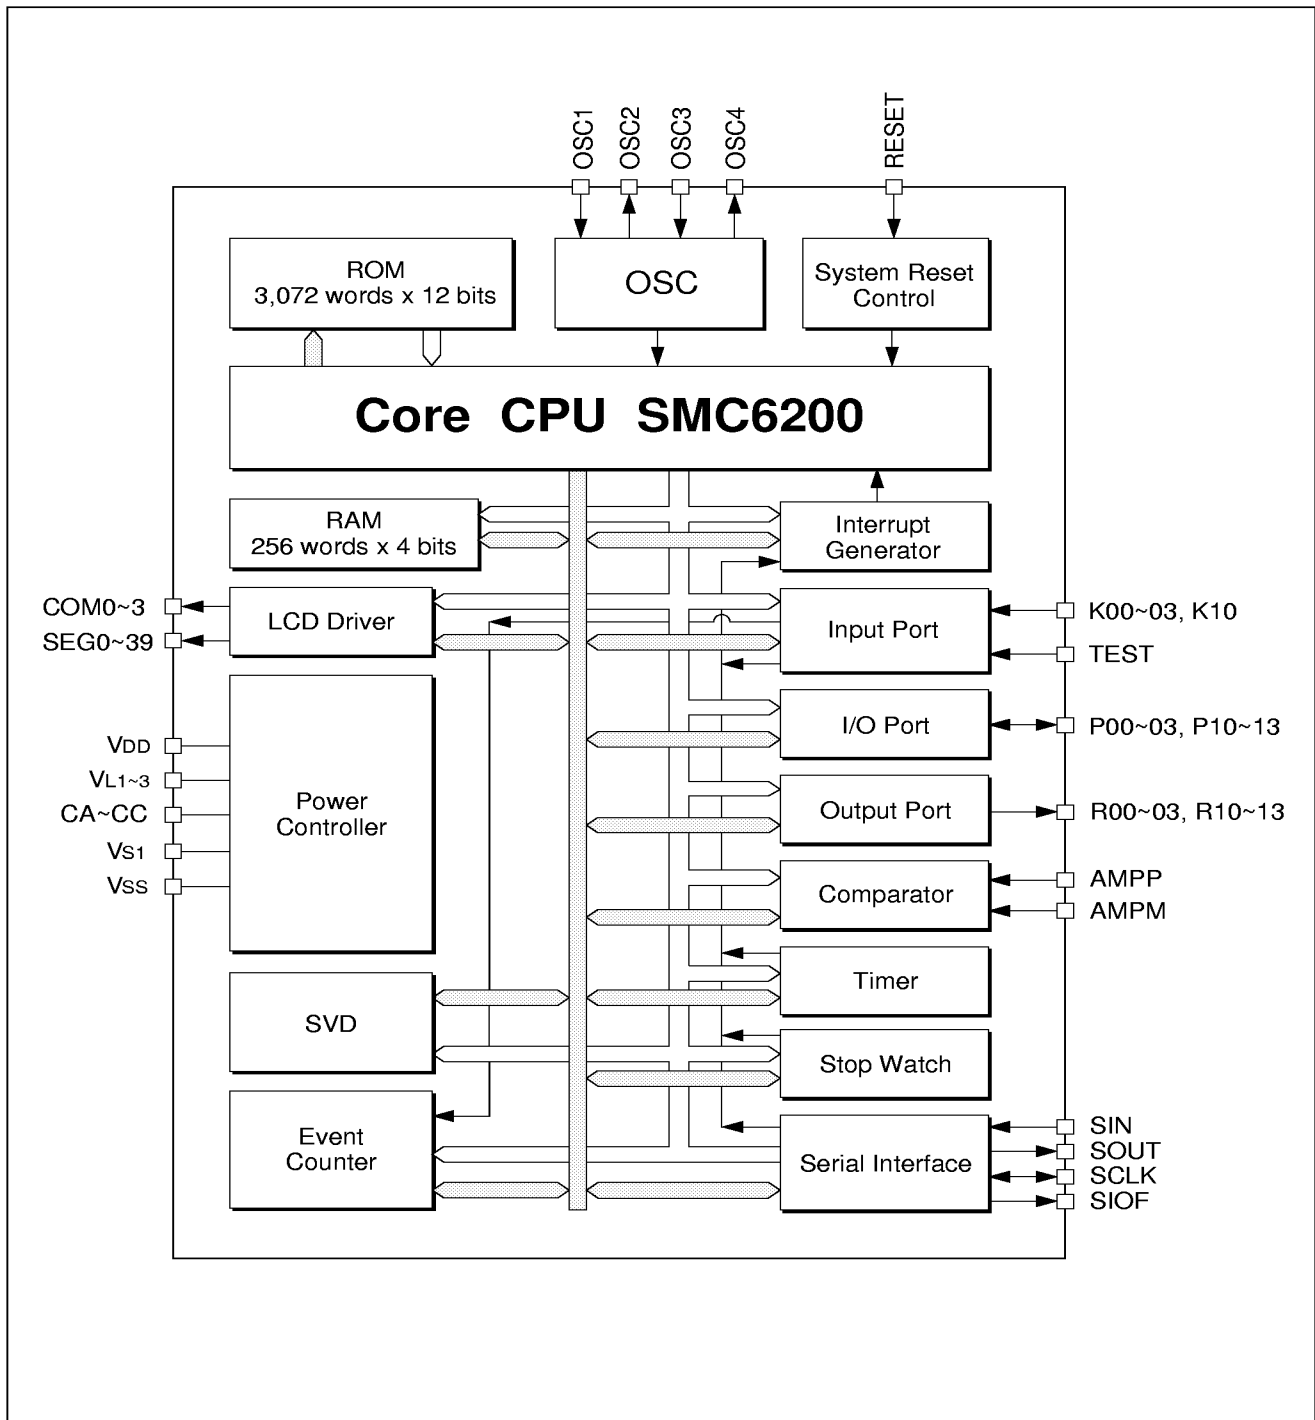 OSC1
OSC2
OSC3
OSC4
RESET
ROM
3,072 words x 12 bits
OSC
System Reset
Control
Core CPU SMC6200
RAM
256 words x 4 bits
Interrupt
Generator
COM0~3
SEG0~39
LCD Driver
Input Port
K00~03, K10
TEST
I/O Port
P00~03, P10~13
VDD
VL1~3
CA~CC
VS1
VSS
Power
Controller
Output Port
R00~03, R10~13
Comparator
AMPP
AMPM
Timer
SVD
Stop Watch
Event
Counter
Serial Interface
SIN
SOUT
SCLK
SIOF